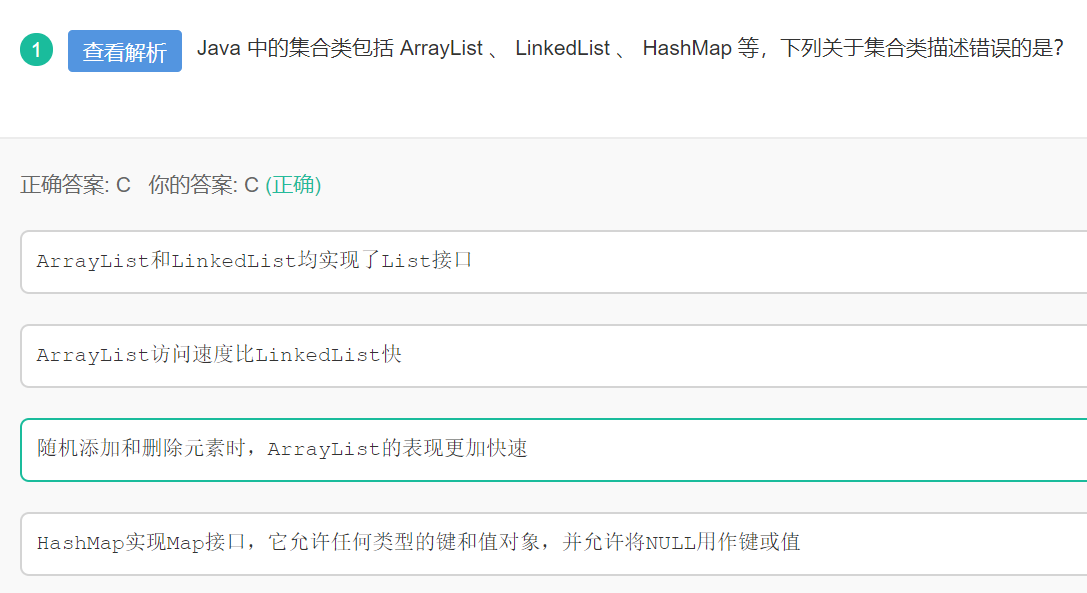 1 查看解析 Java 中的集合类包括 ArrayList 、 LinkedList 、 HashMap 等，下列关于集合类描述错误的是?
正确答案: C 你的答案: C (正确)
ArrayList和LinkedList均实现了List接口
ArrayList访问速度比LinkedList快
随机添加和删除元素时，ArrayList的表现更加快速
HashMap实现Map接口，它允许任何类型的键和值对象，并允许将NULL用作键或值